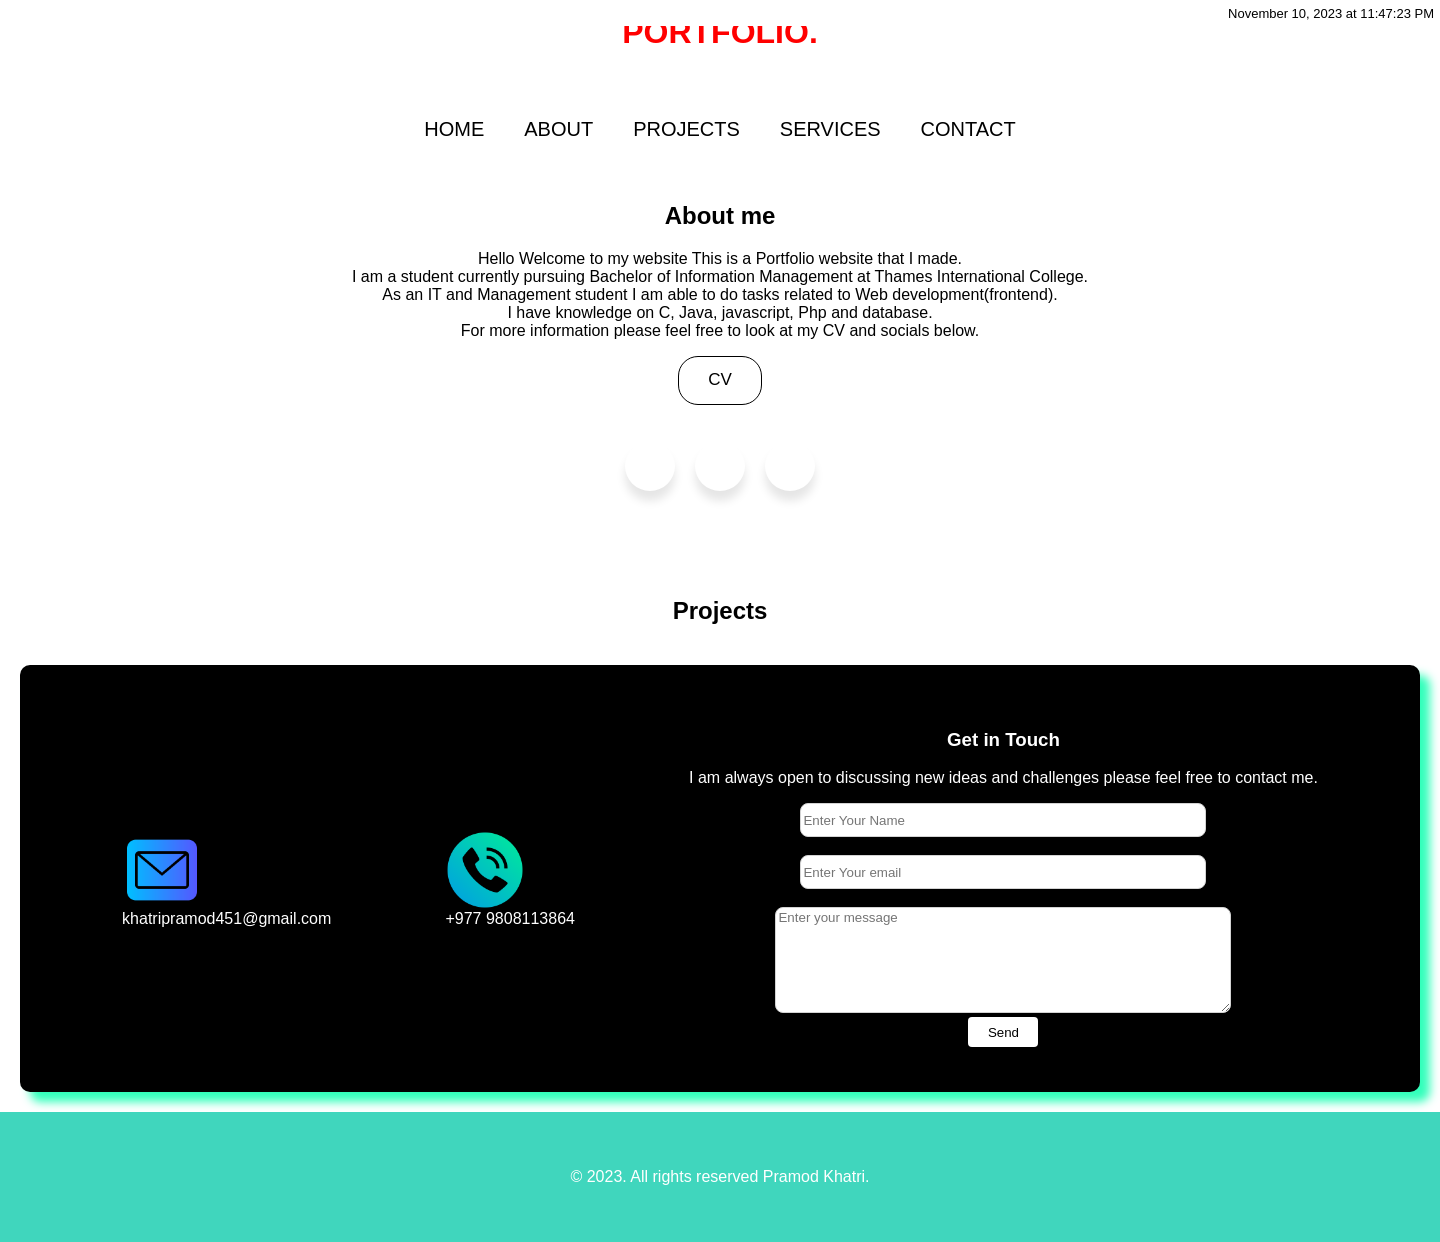 November 10, 2023 at 11:47:23 PM
PORTFOLIO.
HOME ABOUT PROJECTS SERVICES CONTACT
About me
Hello Welcome to my website This is a Portfolio website that I made.
I am a student currently pursuing Bachelor of Information Management at Thames International College.
As an IT and Management student I am able to do tasks related to Web development(frontend).
I have knowledge on C, Java, javascript, Php and database.
For more information please feel free to look at my CV and socials below.
CV
Projects
khatripramod451@gmail.com
+977 9808113864
Get in Touch
I am always open to discussing new ideas and challenges please feel free to contact me.
Enter Your Name
Enter Your email
Enter your message
Send
© 2023. All rights reserved Pramod Khatri.